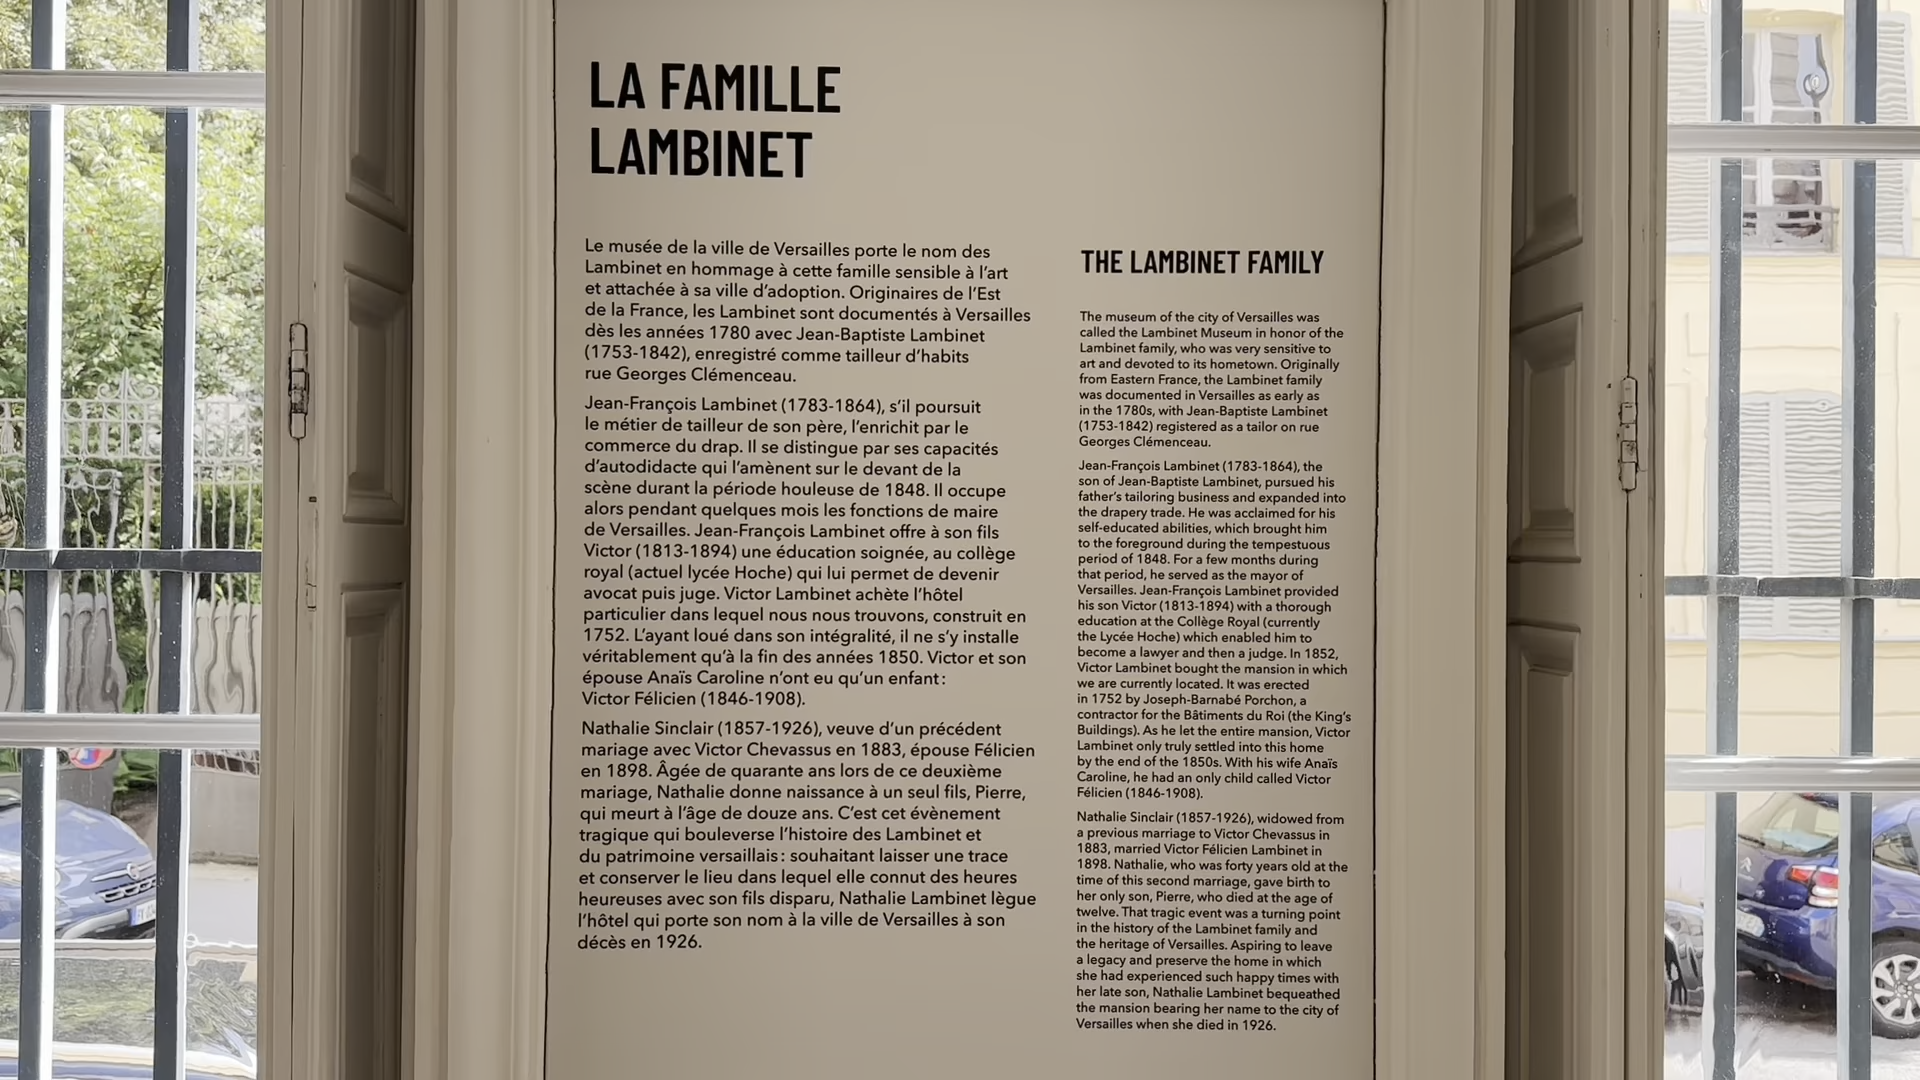 LA FAMILLE
LAMBINET
Le musée de la ville de Versailles porte le nom des
Lambinet en hommage à cette famille sensible à l'art
et attachée à sa ville d'adoption. Originaires de l'Est
de la France, les Lambinet sont documentés à Versailles
dès les années 1780 avec Jean-Baptiste Lambinet
(1753-1842), enregistré comme tailleur d'habits
rue Georges Clémenceau.
Jean-François Lambinet (1783-1864), s'il poursuit
le métier de tailleur de son père, l'enrichit par le
commerce du drap. Il se distingue par ses capacités
d'autodidacte qui l'amènent sur le devant de la
scène durant la période houleuse de 1848. Il occupe
alors pendant quelques mois les fonctions de maire
de Versailles. Jean-François Lambinet offre à son fils
Victor (1813-1894) une éducation soignée, au collège
royal (actuel lycée Hoche) qui lui permet de devenir
avocat puis juge. Victor Lambinet achète l'hôtel
particulier dans lequel nous nous trouvons, construit en
1752. L'ayant loué dans son intégralité, il ne s'y installe
véritablement qu'à la fin des années 1850. Victor et son
épouse Anaïs Caroline n'ont eu qu'un enfant :
Victor Félicien (1846-1908).
Nathalie Sinclair (1857-1926), veuve d'un précédent
mariage avec Victor Chevassus en 1883, épouse Félicien
en 1898. Âgée de quarante ans lors de ce deuxième
mariage, Nathalie donne naissance à un seul fils, Pierre,
qui meurt à l'âge de douze ans. C'est cet évènement
tragique qui bouleverse l'histoire des Lambinet et
du patrimoine versaillais : souhaitant laisser une trace
et conserver le lieu dans lequel elle connut des heures
heureuses avec son fils disparu, Nathalie Lambinet lègue
l'hôtel qui porte son nom à la ville de Versailles à son
décès en 1926.
THE LAMBINET FAMILY
The museum of the city of Versailles was
called the Lambinet Museum in honor of the
Lambinet family, who was very sensitive to
art and devoted to its hometown. Originally
from Eastern France, the Lambinet family
was documented in Versailles as early as
in the 1780s, with Jean-Baptiste Lambinet
(1753-1842) registered as a tailor on rue
Georges Clémenceau.
Jean-François Lambinet (1783-1864), the
son of Jean-Baptiste Lambinet, pursued his
father's tailoring business and expanded into
the drapery trade. He was acclaimed for his
self-educated abilities, which brought him
to the foreground during the tempestuous
period of 1848. For a few months during
that period, he served as the mayor of
Versailles. Jean-François Lambinet provided
his son Victor (1813-1894) with a thorough
education at the Collège Royal (currently
the Lycée Hoche) which enabled him to
become a lawyer and then a judge. In 1852,
Victor Lambinet bought the mansion in which
we are currently located. It was erected
in 1752 by Joseph-Barnabé Porchon, a
contractor for the Bâtiments du Roi (the King's
Buildings). As he let the entire mansion, Victor
Lambinet only truly settled into this home
by the end of the 1850s. With his wife Anaïs
Caroline, he had an only child called Victor
Félicien (1846-1908).
Nathalie Sinclair (1857-1926), widowed from
a previous marriage to Victor Chevassus in
1883, married Victor Félicien Lambinet in
1898. Nathalie, who was forty years old at the
time of this second marriage, gave birth to
her only son, Pierre, who died at the age of
twelve. That tragic event was a turning point
in the history of the Lambinet family and
the heritage of Versailles. Aspiring to leave
a legacy and preserve the home in which
she had experienced such happy times with
her late son, Nathalie Lambinet bequeathed
the mansion bearing her name to the city of
Versailles when she died in 1926.